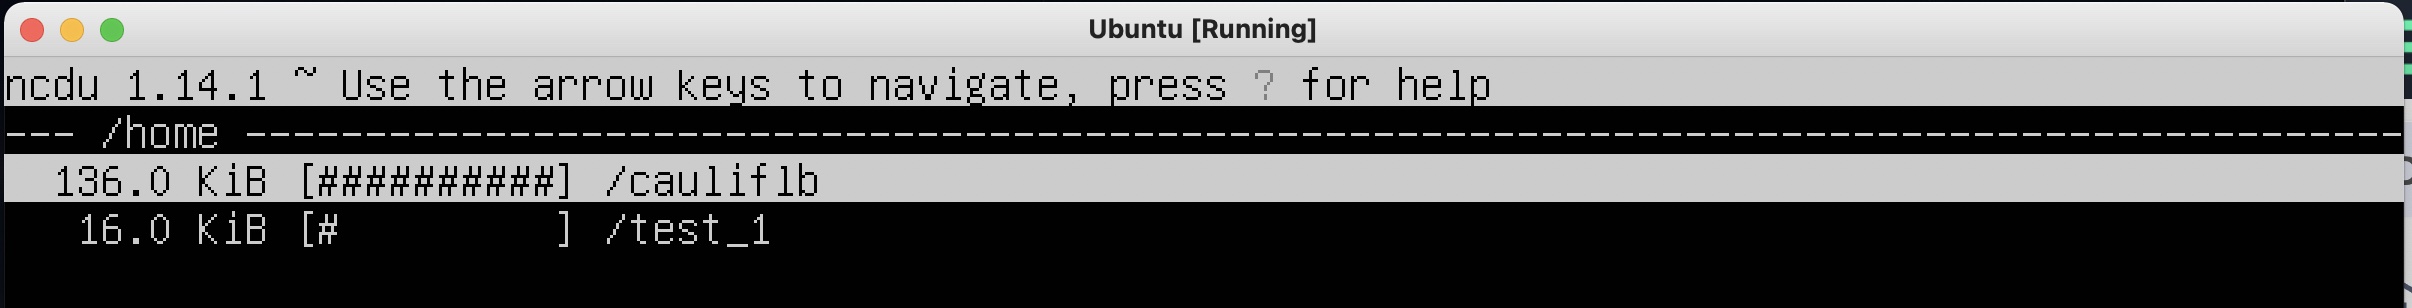 Ubuntu [Running]
ncdu 1.14.1 ~ Use the arrow keys to navigate, press ? for help
--- /home ------------------------------------------------------------------------------------------
136.0 KiB [##########] /cauliflb
16.0 KiB [#         ] /test_1